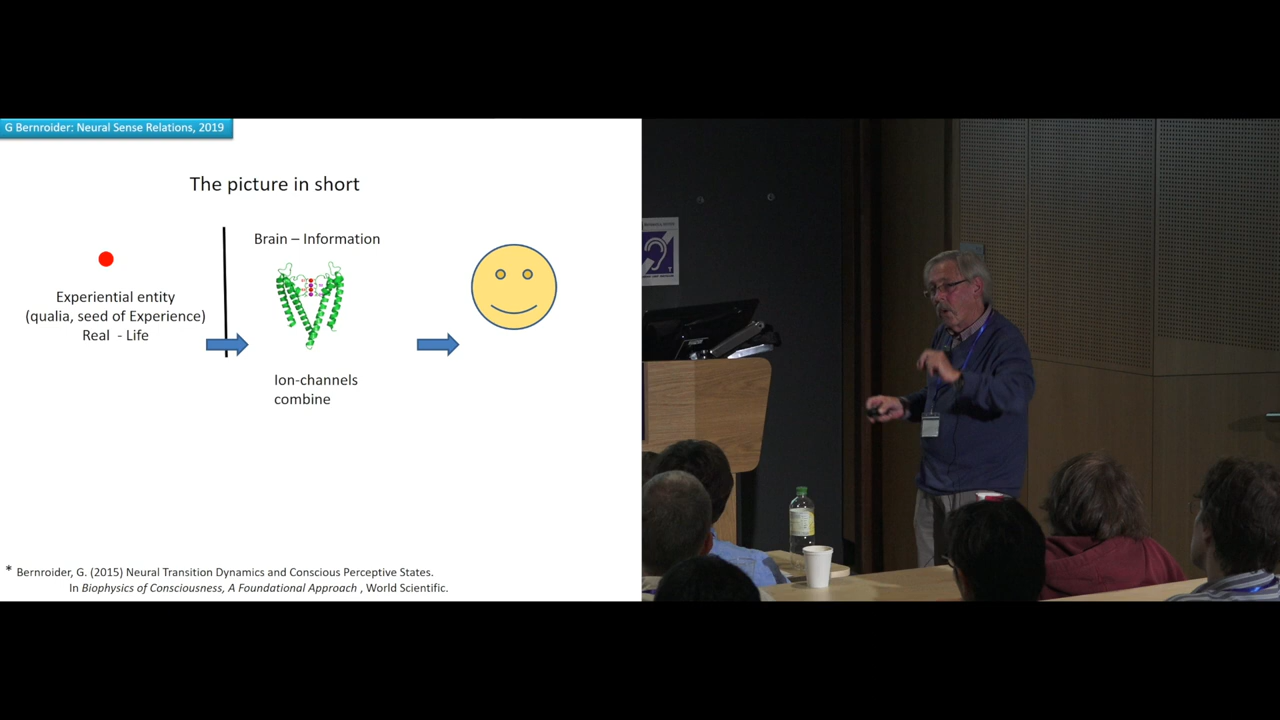 G Bernroider: Neural Sense Relations, 2019
The picture in short
Brain – Information
Experiential entity
(qualia, seed of Experience)
Real - Life
Ion-channels
combine
* Bernroider, G. (2015) Neural Transition Dynamics and Conscious Perceptive States.
In Biophysics of Consciousness, A Foundational Approach , World Scientific.
T